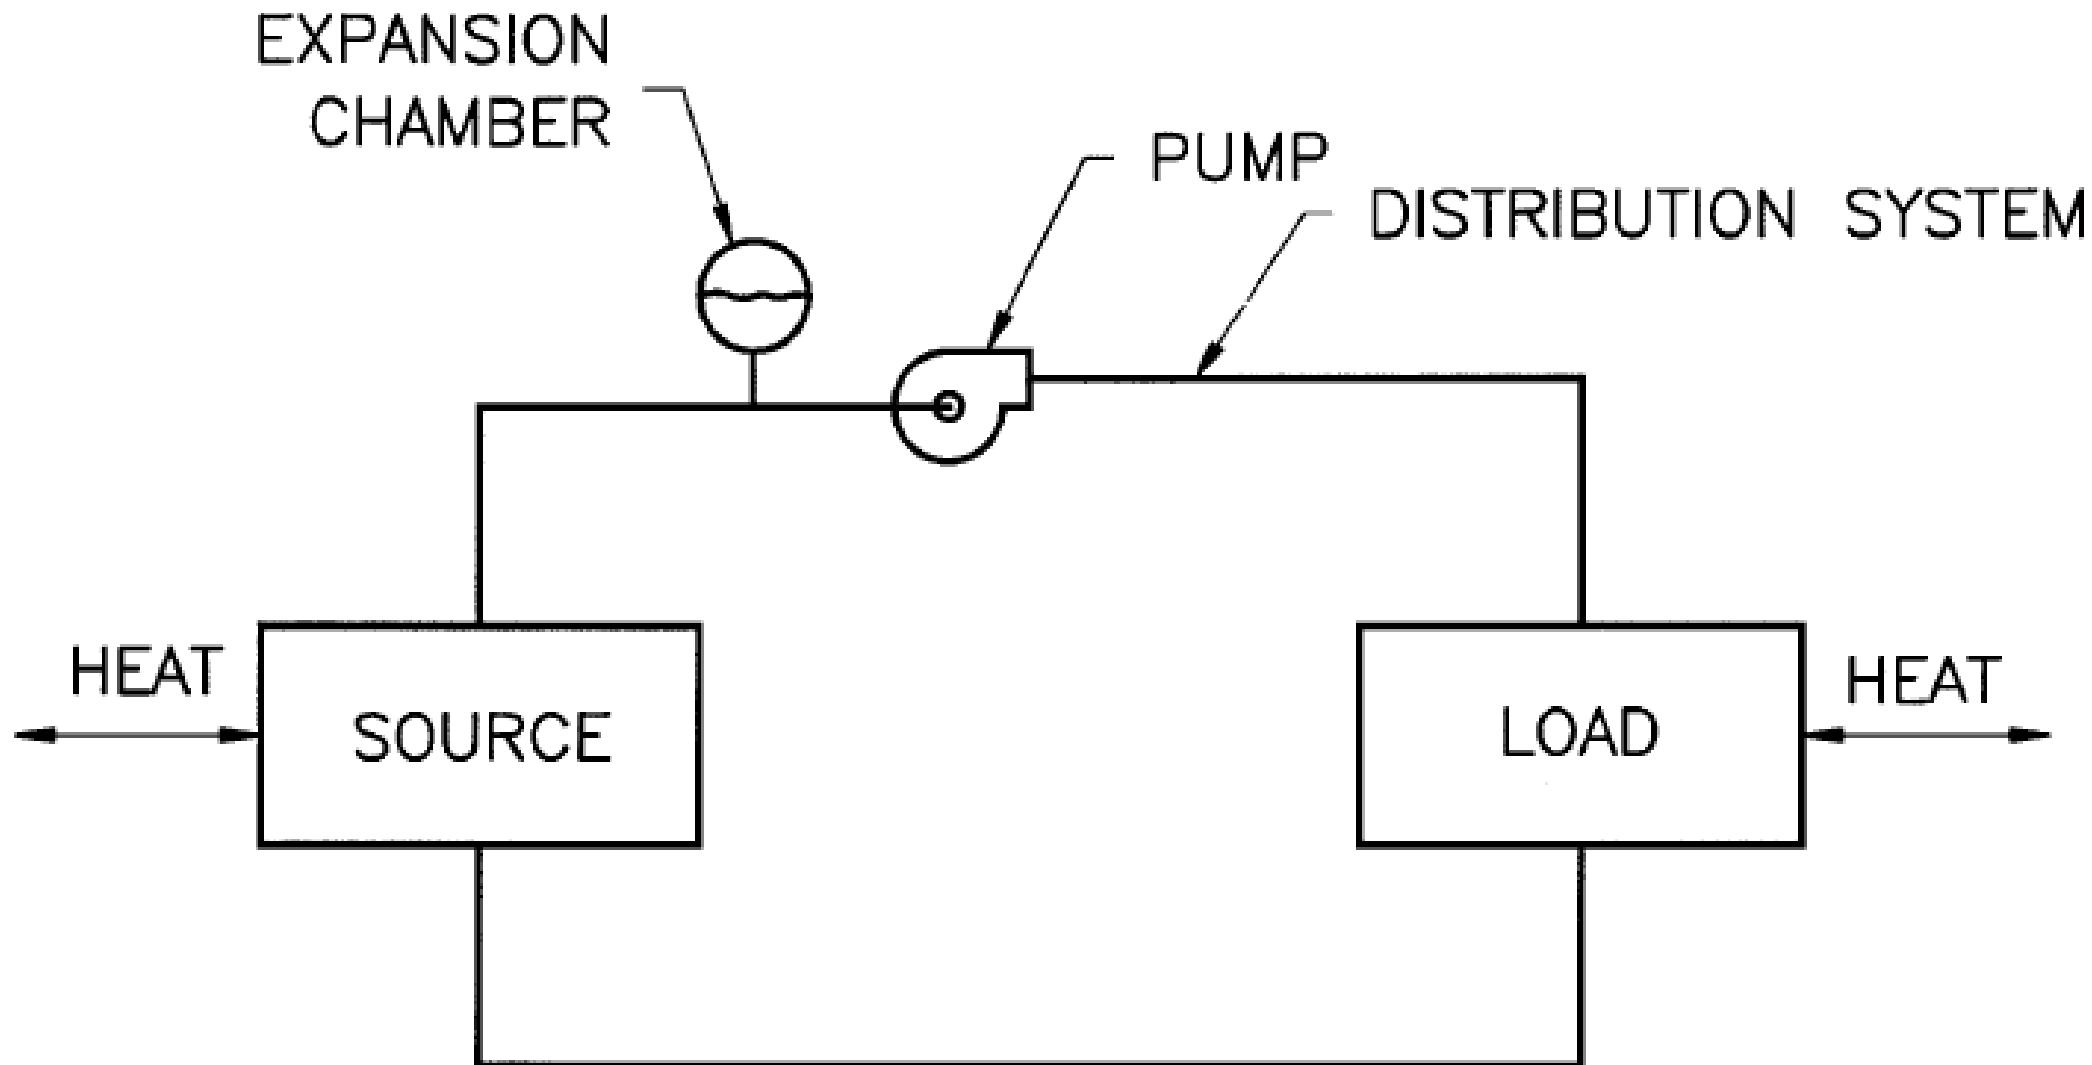 EXPANSION
CHAMBER
PUMP
DISTRIBUTION SYSTEM
HEAT
SOURCE
LOAD
HEAT